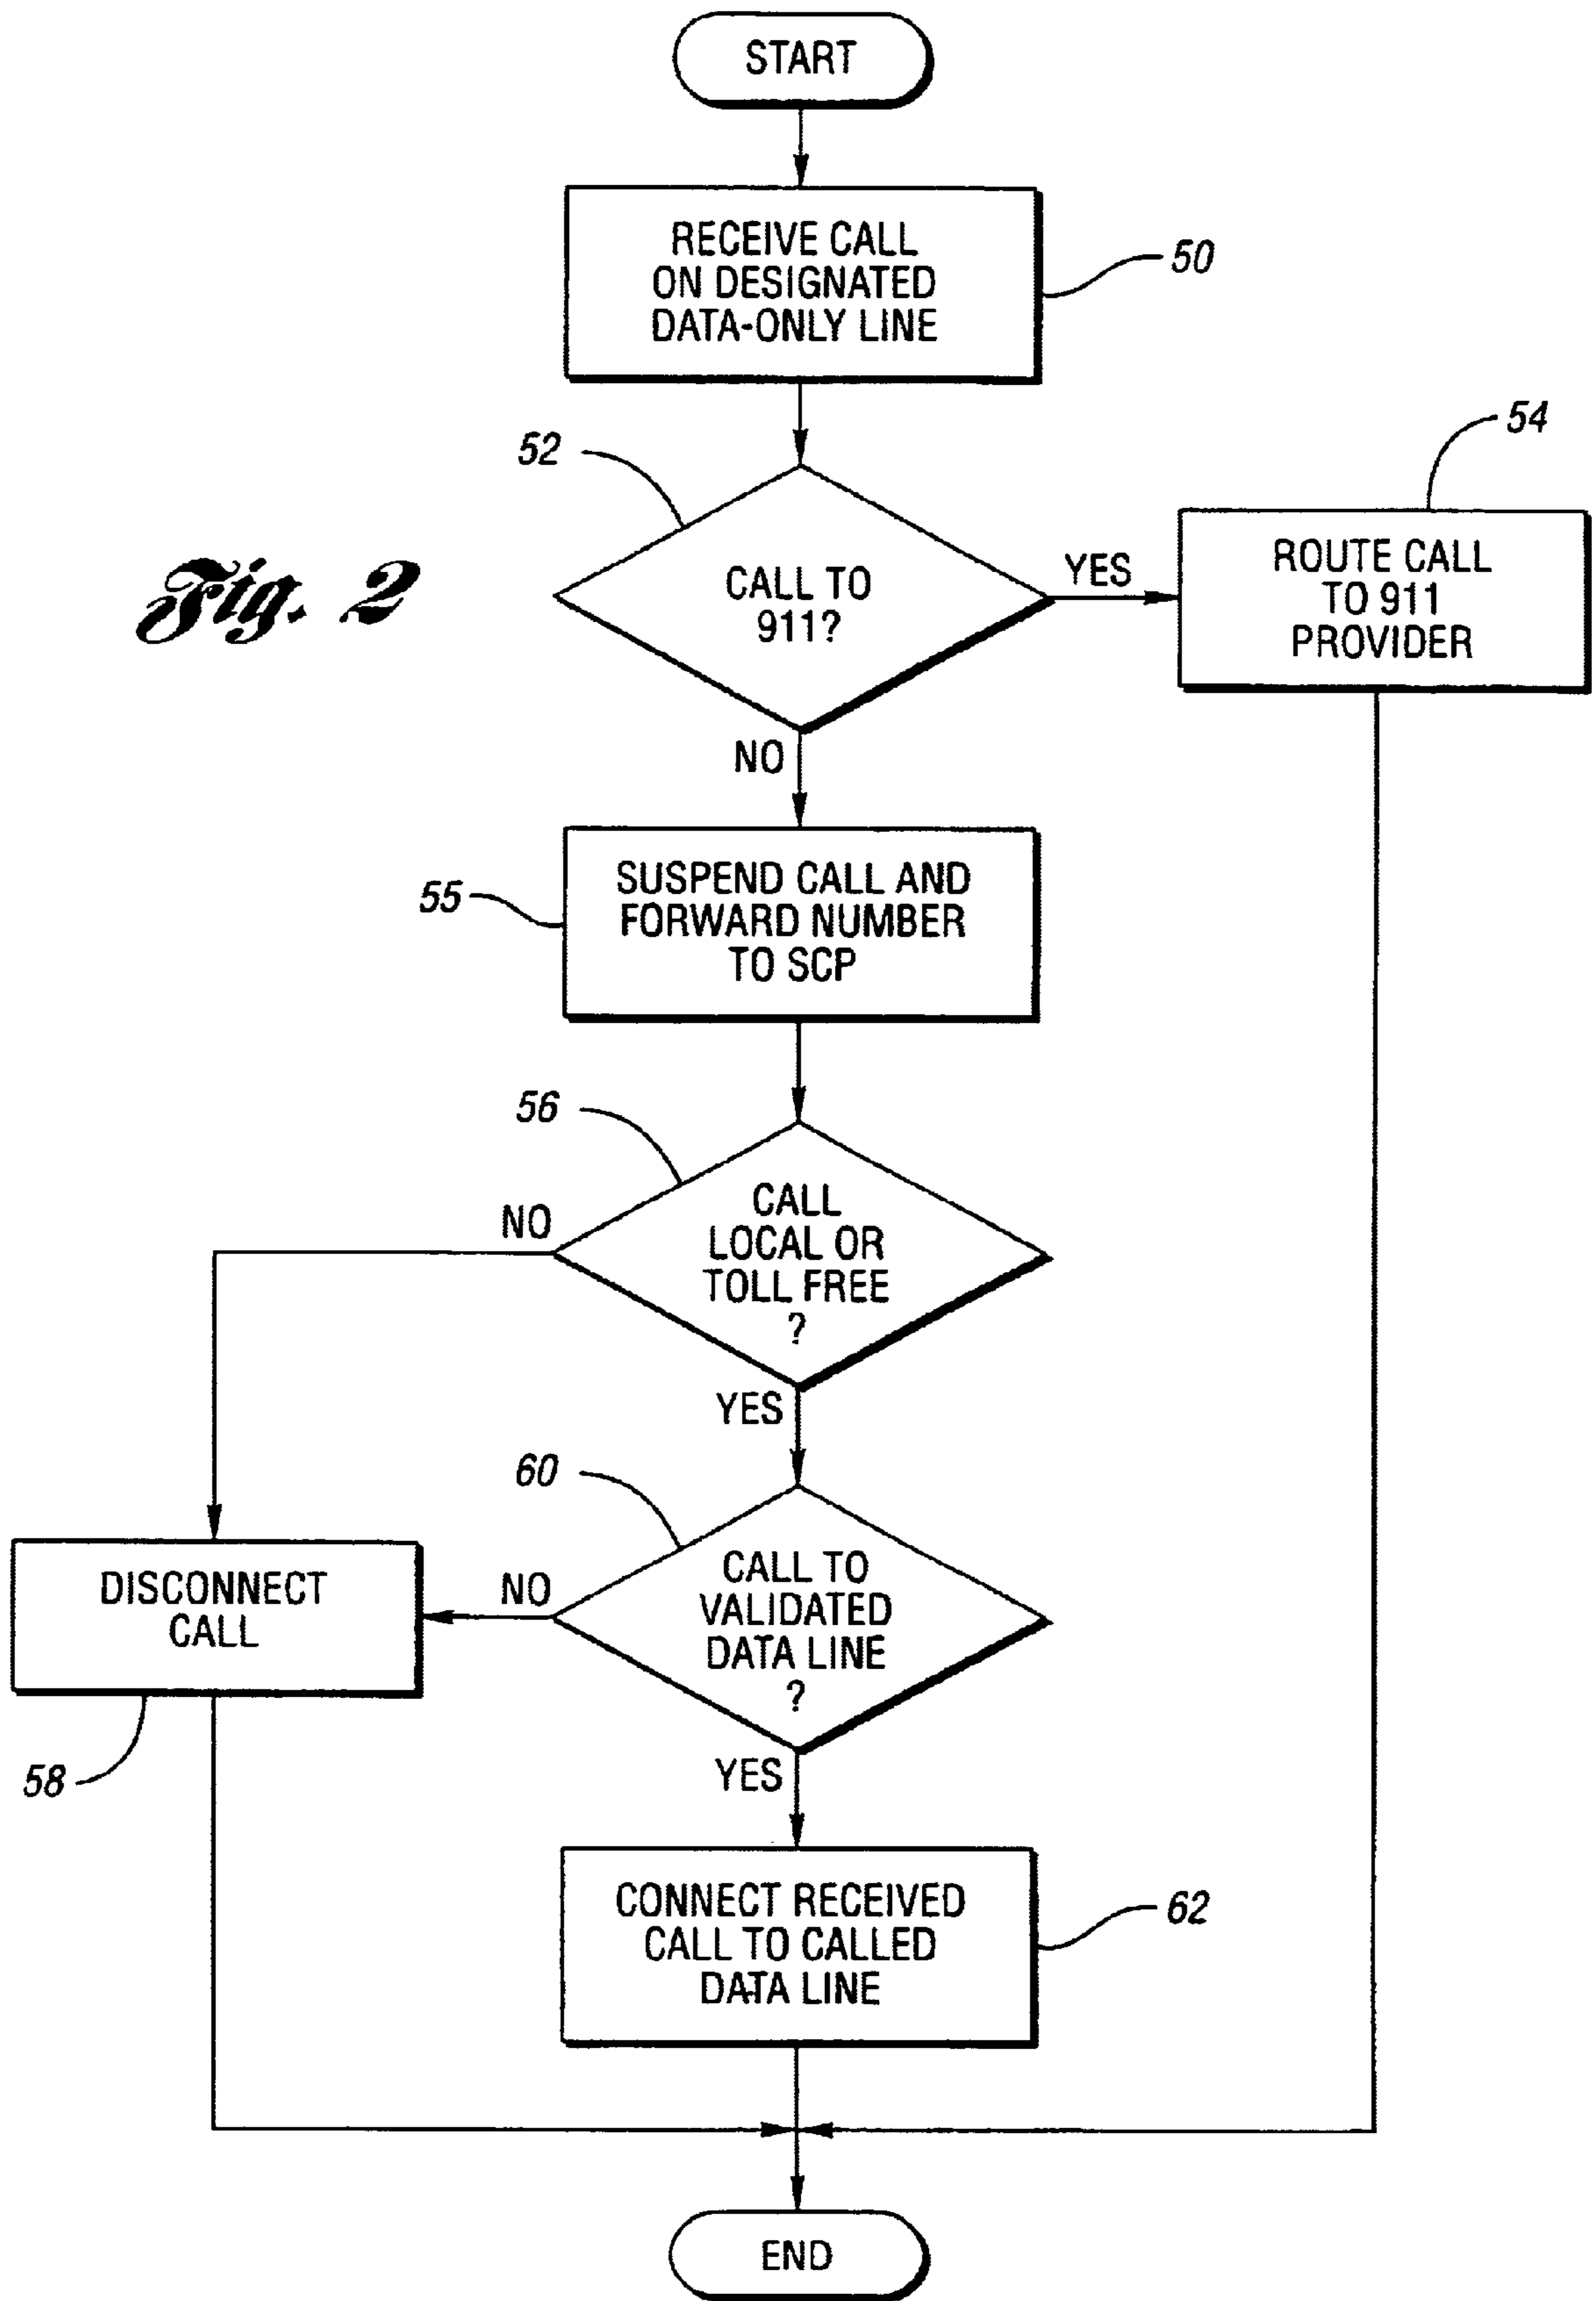 START
RECEIVE CALL
ON DESIGNATED
DATA-ONLY LINE
50
52
CALL TO
911?
YES
54
ROUTE CALL
TO 911
PROVIDER
Fig. 2
NO
55
SUSPEND CALL AND
FORWARD NUMBER
TO SCP
56
CALL
LOCAL OR
TOLL FREE
?
NO
YES
60
CALL TO
VALIDATED
DATA LINE
?
NO
DISCONNECT
CALL
58
YES
CONNECT RECEIVED
CALL TO CALLED
DATA LINE
62
END